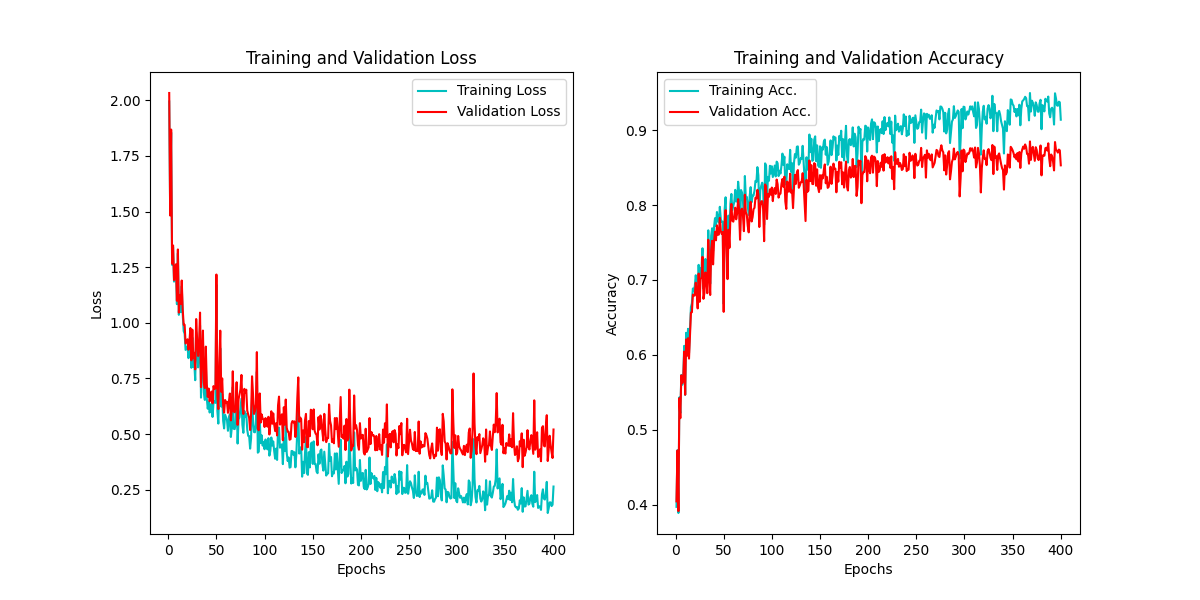 Training and Validation Loss
Training Loss
Validation Loss
2.00
1.75
1.50
1.25
1.00
0.75
0.50
0.25
Loss
0 50 100 150 200 250 300 350 400
Epochs
Training and Validation Accuracy
Training Acc.
Validation Acc.
0.9
0.8
0.7
0.6
0.5
0.4
Accuracy
0 50 100 150 200 250 300 350 400
Epochs